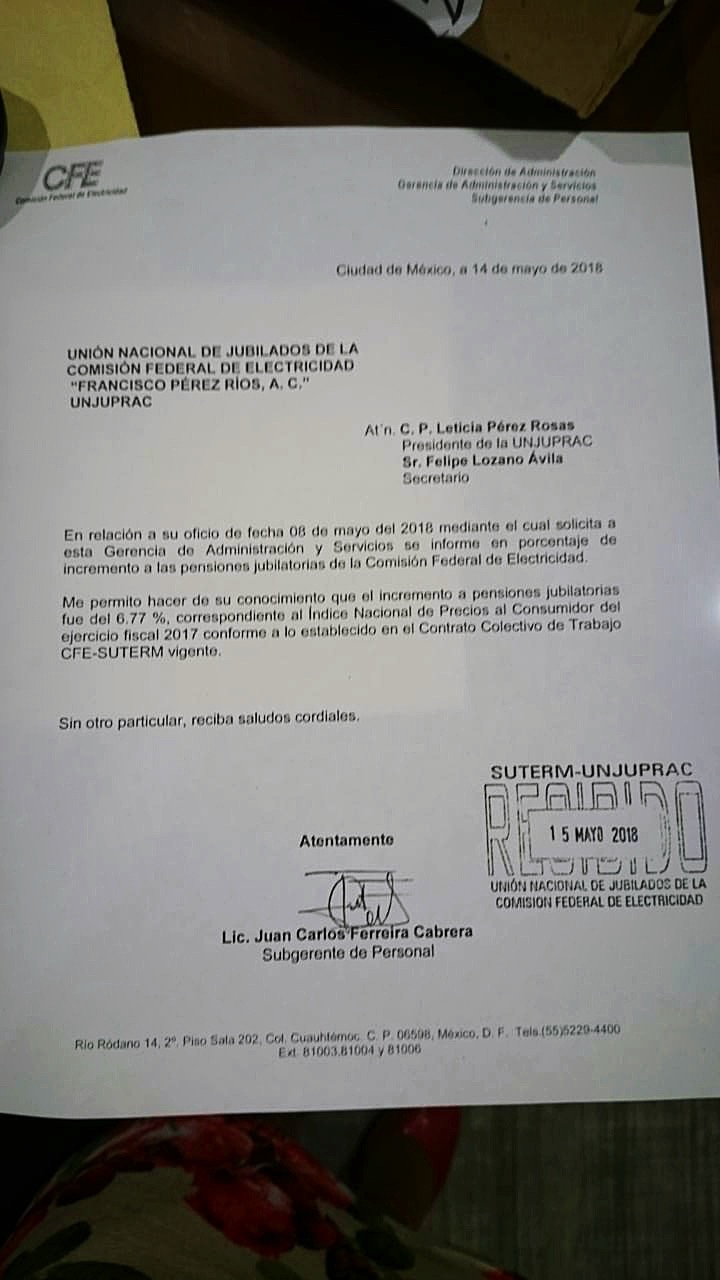 CFE
Comisión Federal de Electricidad
Dirección de Administración
Gerencia de Administración y Servicios
Subgerencia de Personal
Ciudad de México, a 14 de mayo de 2018
UNIÓN NACIONAL DE JUBILADOS DE LA
COMISIÓN FEDERAL DE ELECTRICIDAD
"FRANCISCO PÉREZ RÍOS, A. C."
UNJUPRAC
At´n. C. P. Leticia Pérez Rosas
Presidente de la UNJUPRAC
Sr. Felipe Lozano Ávila
Secretario
En relación a su oficio de fecha 08 de mayo del 2018 mediante el cual solicita a
esta Gerencia de Administración y Servicios se informe en porcentaje de
incremento a las pensiones jubilatorias de la Comisión Federal de Electricidad.
Me permito hacer de su conocimiento que el incremento a pensiones jubilatorias
fue del 6.77 %, correspondiente al Índice Nacional de Precios al Consumidor del
ejercicio fiscal 2017 conforme a lo establecido en el Contrato Colectivo de Trabajo
CFE-SUTERM vigente.
Sin otro particular, reciba saludos cordiales.
SUTERM-UNJUPRAC
RECIBIDO
15 MAYO 2018
UNIÓN NACIONAL DE JUBILADOS DE LA
COMISION FEDERAL DE ELECTRICIDAD
Atentamente
Lic. Juan Carlos Ferreira Cabrera
Subgerente de Personal
Río Ródano 14, 2º. Piso Sala 202, Col. Cuauhtémoc. C. P. 06598, México, D. F. Tels.(55)5229-4400
Ext. 81003,81004 y 81006